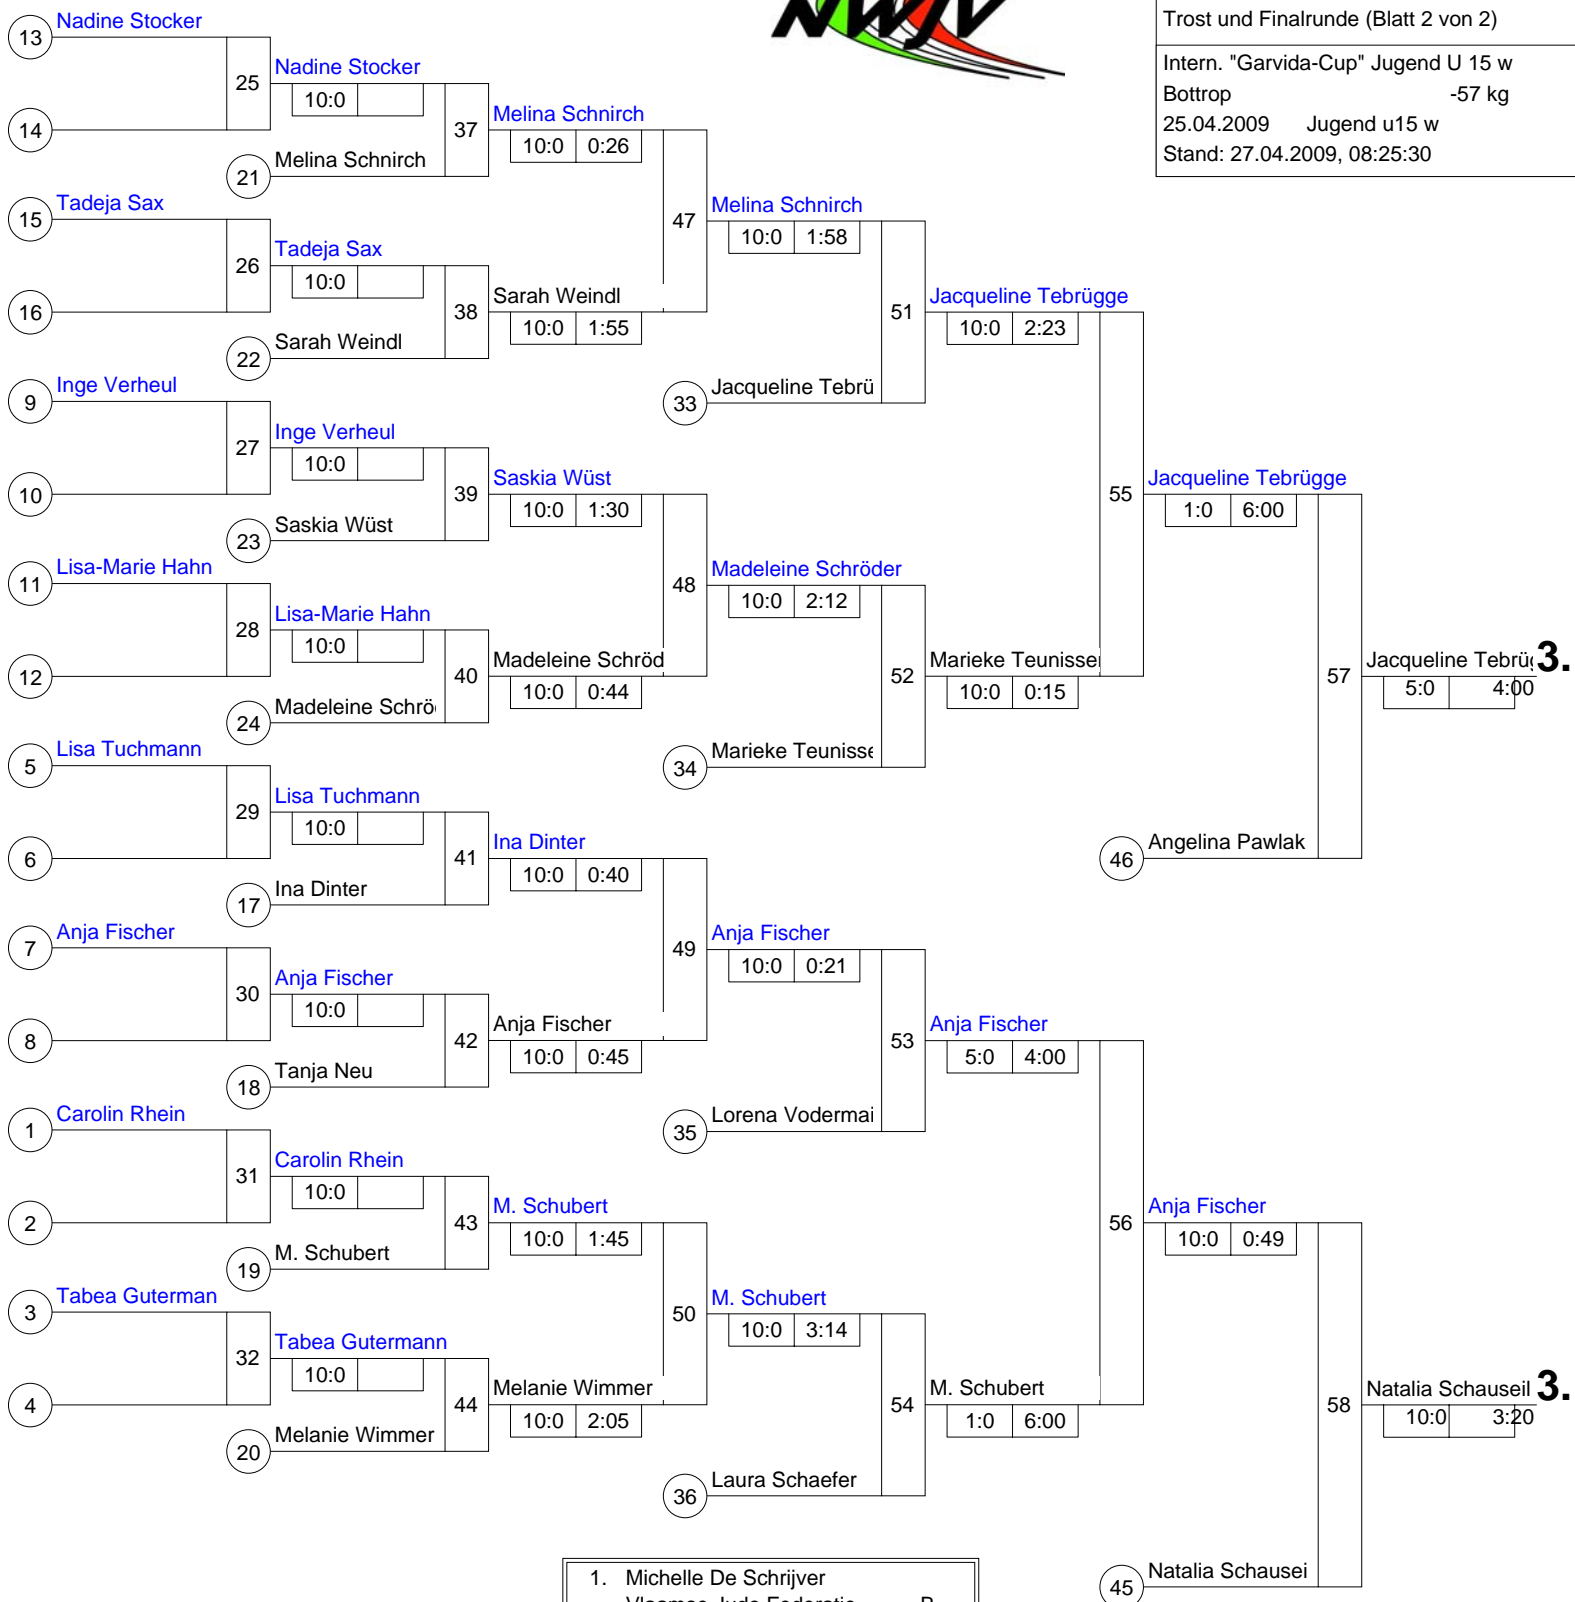 NWJV
Trost und Finalrunde (Blatt 2 von 2)
Intern. "Garvida-Cup" Jugend U 15 w
Bottrop -57 kg
25.04.2009 Jugend u15 w
Stand: 27.04.2009, 08:25:30
13 Nadine Stocker
14
25 Nadine Stocker
10:0
21 Melina Schnirch
37 Melina Schnirch
10:0 0:26
15 Tadeja Sax
16
26 Tadeja Sax
10:0
22 Sarah Weindl
38 Sarah Weindl
10:0 1:55
47 Melina Schnirch
10:0 1:58
33 Jacqueline Tebrü
51 Jacqueline Tebrügge
10:0 2:23
9 Inge Verheul
10
27 Inge Verheul
10:0
23 Saskia Wüst
39 Saskia Wüst
10:0 1:30
11 Lisa-Marie Hahn
12
28 Lisa-Marie Hahn
10:0
24 Madeleine Schrö
40 Madeleine Schröd
10:0 0:44
48 Madeleine Schröder
10:0 2:12
34 Marieke Teunisse
52 Marieke Teunissen
10:0 0:15
55 Jacqueline Tebrügge
1:0 6:00
46 Angelina Pawlak
57 Jacqueline Tebrüg 3.
5:0 4:00
5 Lisa Tuchmann
6
29 Lisa Tuchmann
10:0
17 Ina Dinter
41 Ina Dinter
10:0 0:40
7 Anja Fischer
8
30 Anja Fischer
10:0
18 Tanja Neu
42 Anja Fischer
10:0 0:45
49 Anja Fischer
10:0 0:21
35 Lorena Vodermai
53 Anja Fischer
5:0 4:00
1 Carolin Rhein
2
31 Carolin Rhein
10:0
19 M. Schubert
43 M. Schubert
10:0 1:45
3 Tabea Guterman
4
32 Tabea Gutermann
10:0
20 Melanie Wimmer
44 Melanie Wimmer
10:0 2:05
50 M. Schubert
10:0 3:14
36 Laura Schaefer
54 M. Schubert
1:0 6:00
56 Anja Fischer
10:0 0:49
45 Natalia Schausei
58 Natalia Schauseil 3.
10:0 3:20
1. Michelle De Schrijver
Vlaamse Judo Federatie B